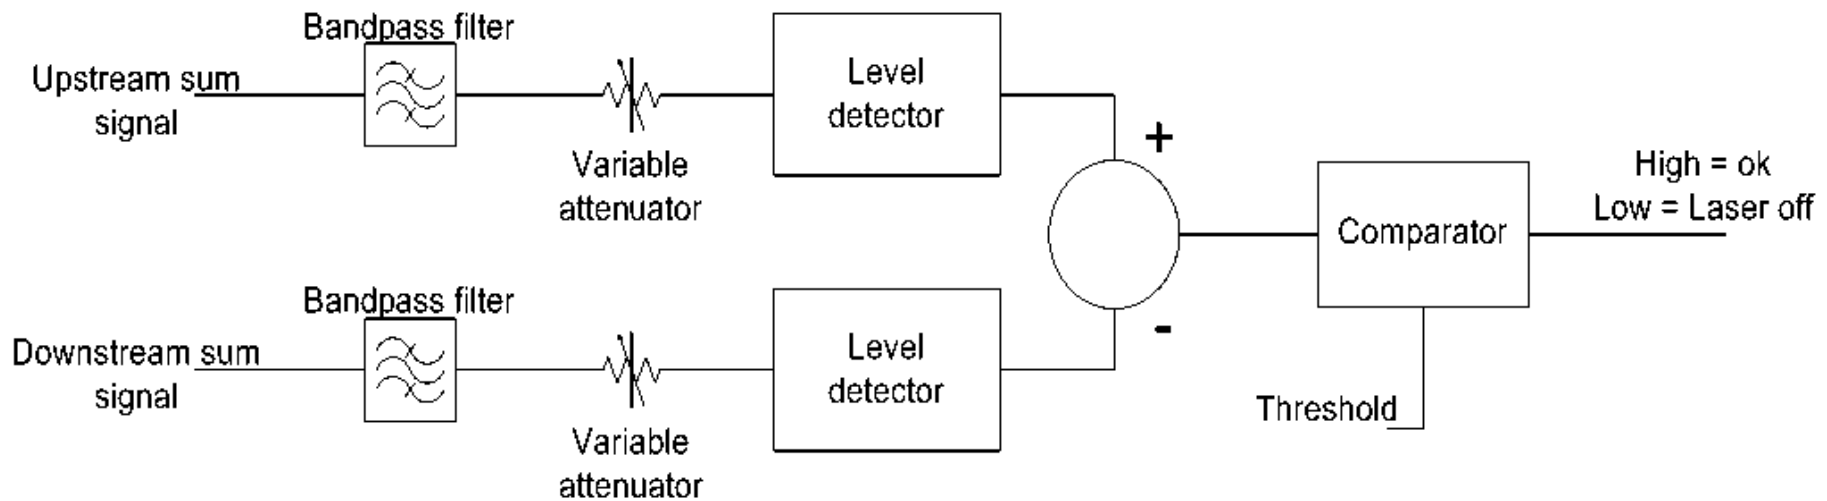 Bandpass filter
Upstream sum
signal
Level
detector
Variable
attenuator
+
High = ok
Low = Laser off
Comparator
Bandpass filter
Downstream sum
signal
Level
detector
-
Variable
attenuator
Threshold